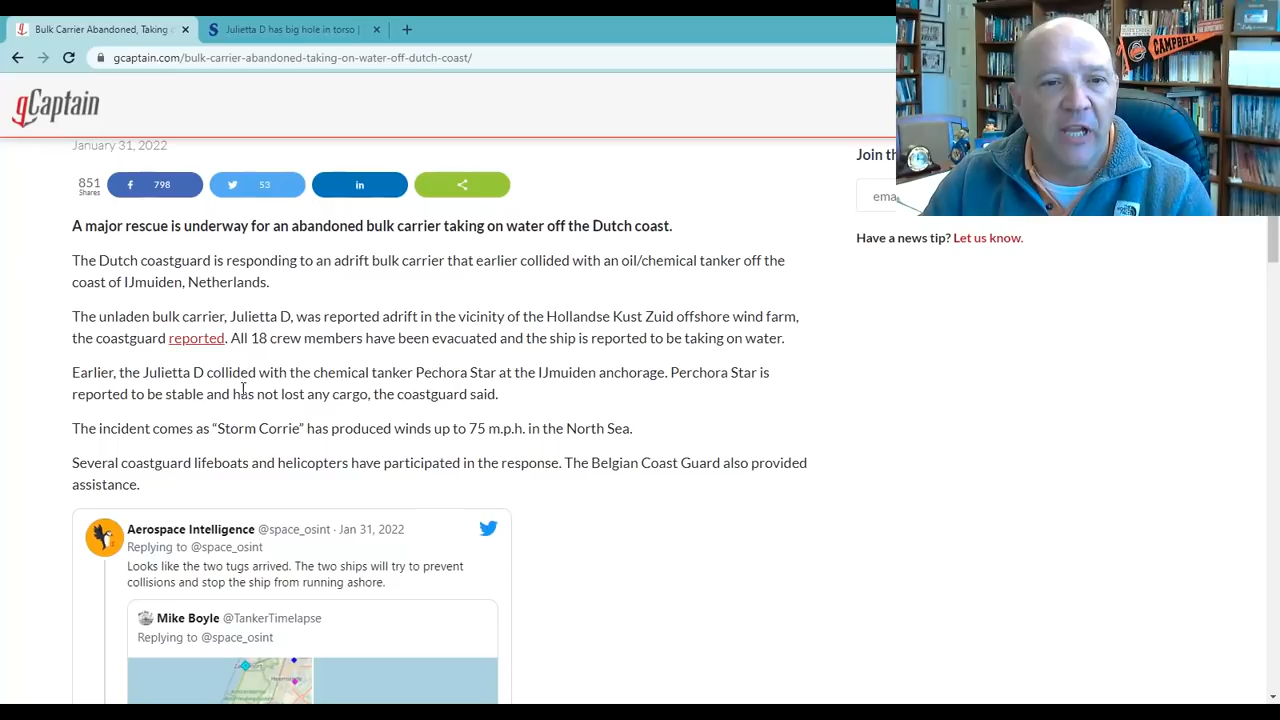 Bulk Carrier Abandoned, Taking
Julietta D has big hole in torso |
gcaptain.com/bulk-carrier-abandoned-taking-on-water-off-dutch-coast/
gCaptain
CAMPBELL
January 31, 2022
Join th
851
Shares
798
53
in
ema
A major rescue is underway for an abandoned bulk carrier taking on water off the Dutch coast.
Have a news tip? Let us know.
The Dutch coastguard is responding to an adrift bulk carrier that earlier collided with an oil/chemical tanker off the
coast of IJmuiden, Netherlands.
The unladen bulk carrier, Julietta D, was reported adrift in the vicinity of the Hollandse Kust Zuid offshore wind farm,
the coastguard reported. All 18 crew members have been evacuated and the ship is reported to be taking on water.
Earlier, the Julietta D collided with the chemical tanker Pechora Star at the IJmuiden anchorage. Perchora Star is
reported to be stable and has not lost any cargo, the coastguard said.
The incident comes as “Storm Corrie” has produced winds up to 75 m.p.h. in the North Sea.
Several coastguard lifeboats and helicopters have participated in the response. The Belgian Coast Guard also provided
assistance.
Aerospace Intelligence @space_osint · Jan 31, 2022
Replying to @space_osint
Looks like the two tugs arrived. The two ships will try to prevent
collisions and stop the ship from running ashore.
Mike Boyle @TankerTimelapse
Replying to @space_osint